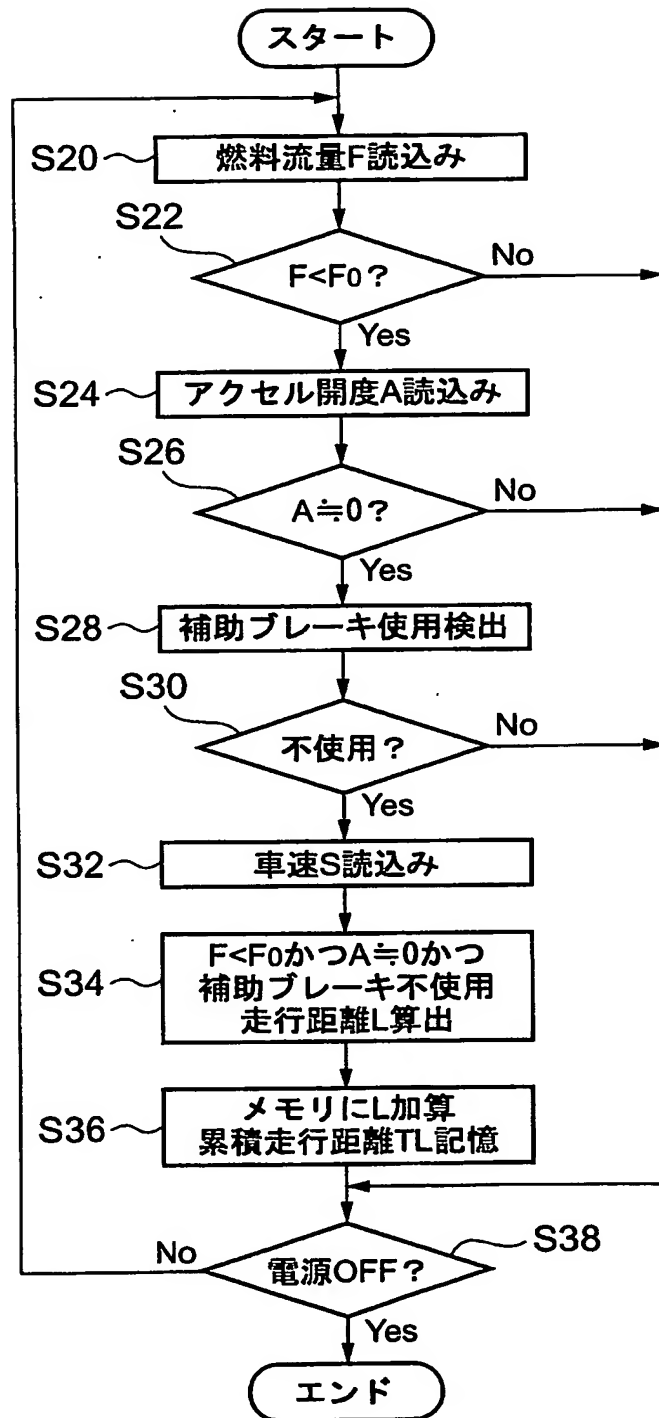 スタート
S20
燃料流量F読込み
S22
F<F0?
No
Yes
S24
アクセル開度A読込み
S26
A≒0?
No
Yes
S28
補助ブレーキ使用検出
S30
不使用?
No
Yes
S32
車速S読込み
S34
F<F0かつA≒0かつ
補助ブレーキ不使用
走行距離L算出
S36
メモリにL加算
累積走行距離TL記憶
No
電源OFF?
S38
Yes
エンド